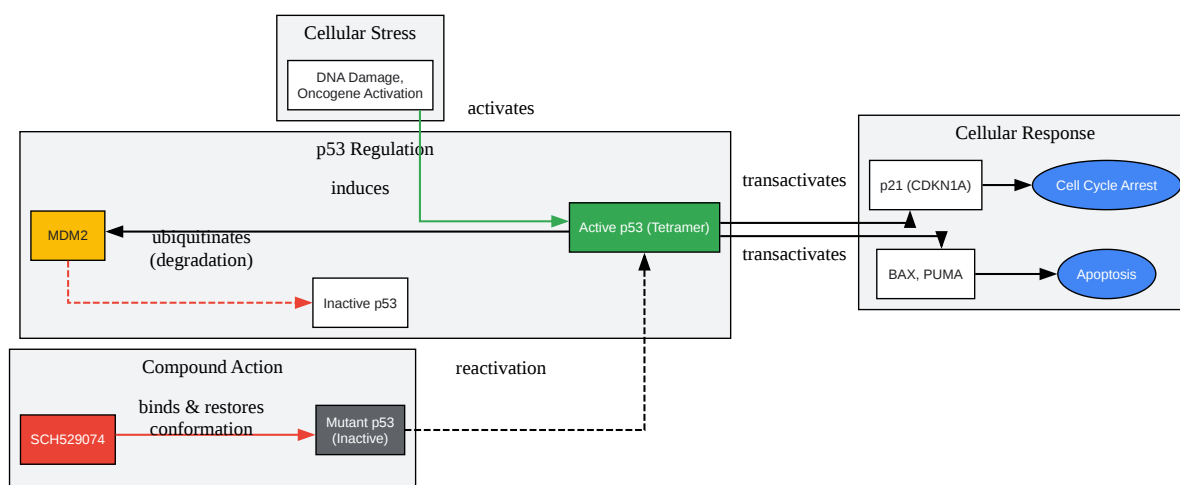 Cellular Stress
DNA Damage,
Oncogene Activation
activates
p53 Regulation
induces
MDM2
ubiquitinates
(degradation)
Active p53 (Tetramer)
Inactive p53
transactivates
transactivates
Cellular Response
p21 (CDKN1A)
Cell Cycle Arrest
BAX, PUMA
Apoptosis
Compound Action
binds & restores
conformation
SCH529074
Mutant p53
(Inactive)
reactivation